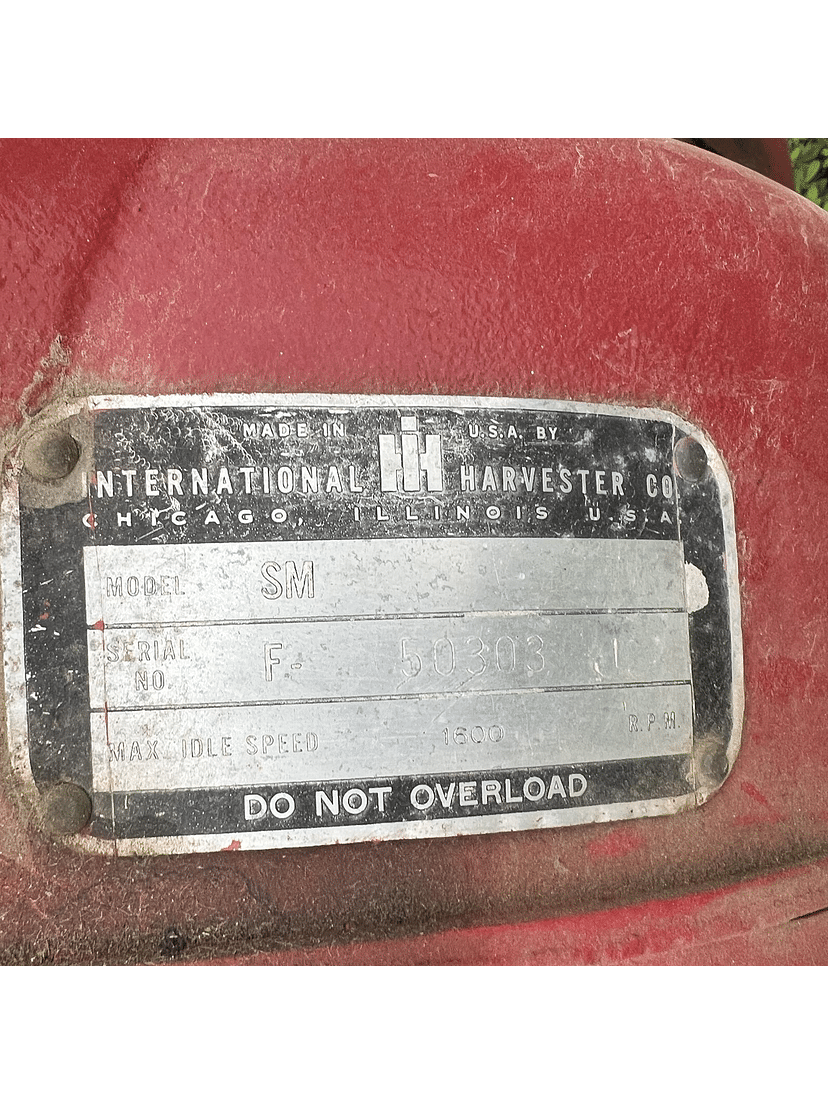 MADE IN IH U.S.A. BY
INTERNATIONAL HARVESTER CO
CHICAGO, ILLINOIS U.S.A
MODEL SM
SERIAL NO. F- 50303 J
MAX. IDLE SPEED 1600 R.P.M.
DO NOT OVERLOAD